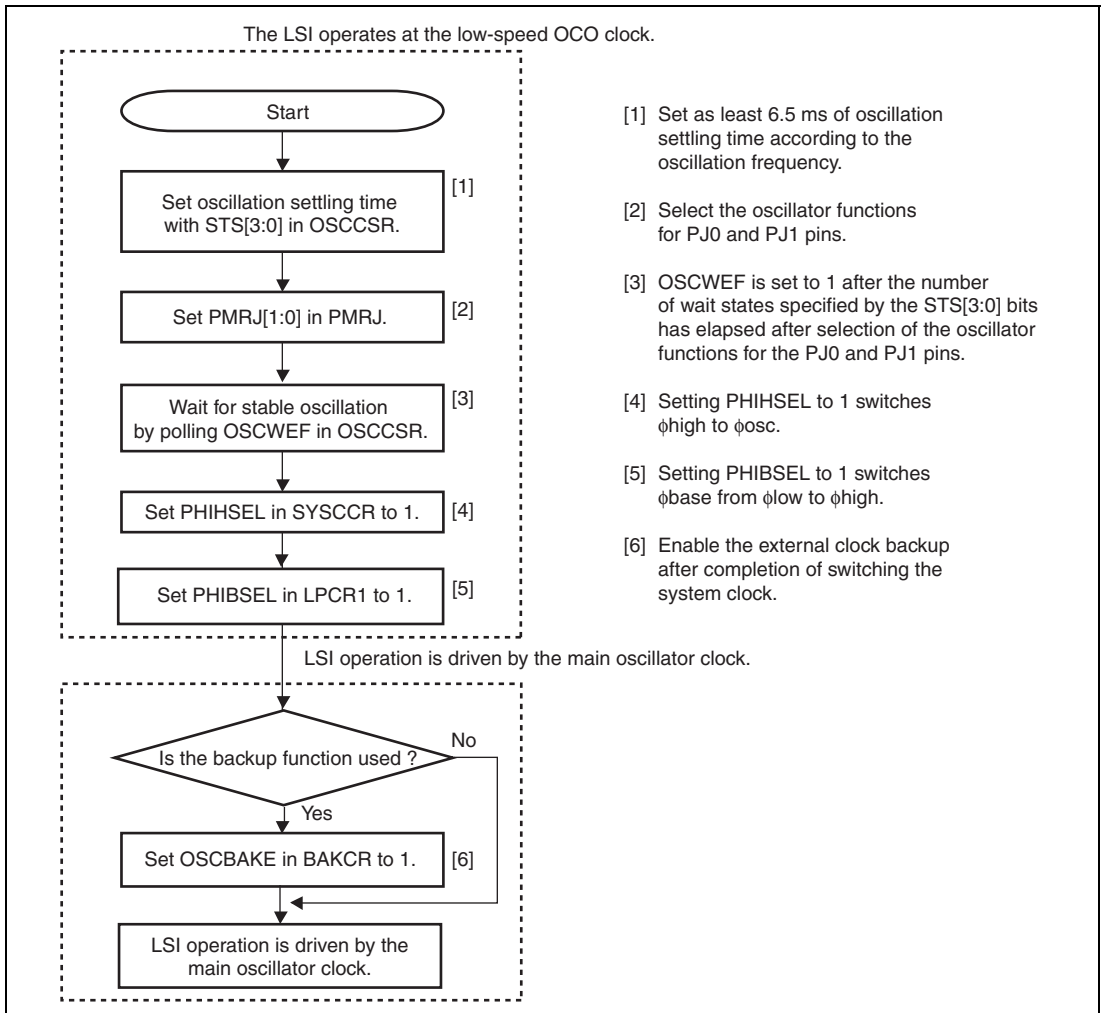 The LSI operates at the low-speed OCO clock.
Start
Set oscillation settling time
with STS[3:0] in OSCCSR.
[1]
Set PMRJ[1:0] in PMRJ.
[2]
Wait for stable oscillation
by polling OSCWEF in OSCCSR.
[3]
Set PHIHSEL in SYSCCR to 1.
[4]
Set PHIBSEL in LPCR1 to 1.
[5]
LSI operation is driven by the main oscillator clock.
Is the backup function used ?
No
Yes
Set OSCBAKE in BAKCR to 1.
[6]
LSI operation is driven by the
main oscillator clock.
[1] Set as least 6.5 ms of oscillation
settling time according to the
oscillation frequency.
[2] Select the oscillator functions
for PJ0 and PJ1 pins.
[3] OSCWEF is set to 1 after the number
of wait states specified by the STS[3:0] bits
has elapsed after selection of the oscillator
functions for the PJ0 and PJ1 pins.
[4] Setting PHIHSEL to 1 switches
ϕhigh to ϕosc.
[5] Setting PHIBSEL to 1 switches
ϕbase from ϕlow to ϕhigh.
[6] Enable the external clock backup
after completion of switching the
system clock.